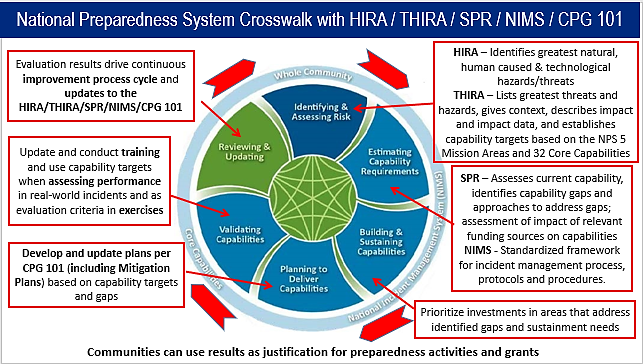 National Preparedness System Crosswalk with HIRA / THIRA / SPR / NIMS / CPG 101
Evaluation results drive continuous
improvement process cycle and
updates to the
HIRA/THIRA/SPR/NIMS/CPG 101
Whole Community
HIRA – Identifies greatest natural,
human caused & technological
hazards/threats
THIRA – Lists greatest threats and
hazards, gives context, describes impact
and impact data, and establishes
capability targets based on the NPS 5
Mission Areas and 32 Core Capabilities
Identifying &
Assessing Risk
Reviewing &
Updating
Estimating
Capability
Requirements
Update and conduct training
and use capability targets
when assessing performance
in real-world incidents and as
evaluation criteria in exercises
SPR – Assesses current capability,
identifies capability gaps and
approaches to address gaps;
assessment of impact of relevant
funding sources on capabilities
NIMS - Standardized framework
for incident management process,
protocols and procedures.
Validating
Capabilities
Building &
Sustaining
Capabilities
Planning to
Deliver
Capabilities
Core Capabilities
National Incident Management System (NIMS)
Develop and update plans per
CPG 101 (including Mitigation
Plans) based on capability targets
and gaps
Prioritize investments in areas that address
identified gaps and sustainment needs
Communities can use results as justification for preparedness activities and grants